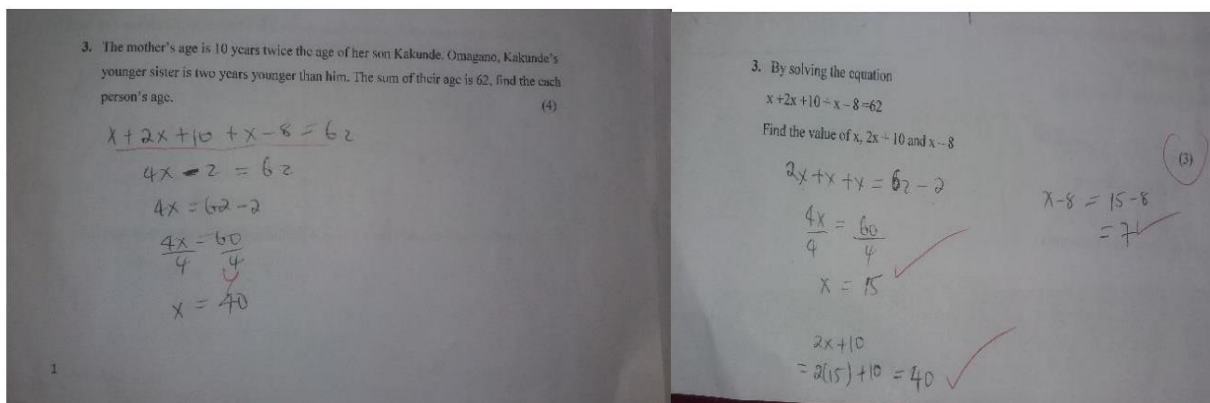 3. The mother's age is 10 years twice the age of her son Kakunde. Omagano, Kakunde's
younger sister is two years younger than him. The sum of their age is 62, find the each
person's age.
(4)
x + 2x + 10 + x - 8 = 62
4x - 2 = 62
4x = 62 - 2
4x/4 = 60/4
x = 40
1
3. By solving the equation
x + 2x + 10 ÷ x - 8 = 62
Find the value of x, 2x + 10 and x - 8
(3)
2x + x + x = 62 - 2
4x/4 = 60/4
x = 15
2x + 10
= 2(15) + 10 = 40
x - 8 = 15 - 8
= 7